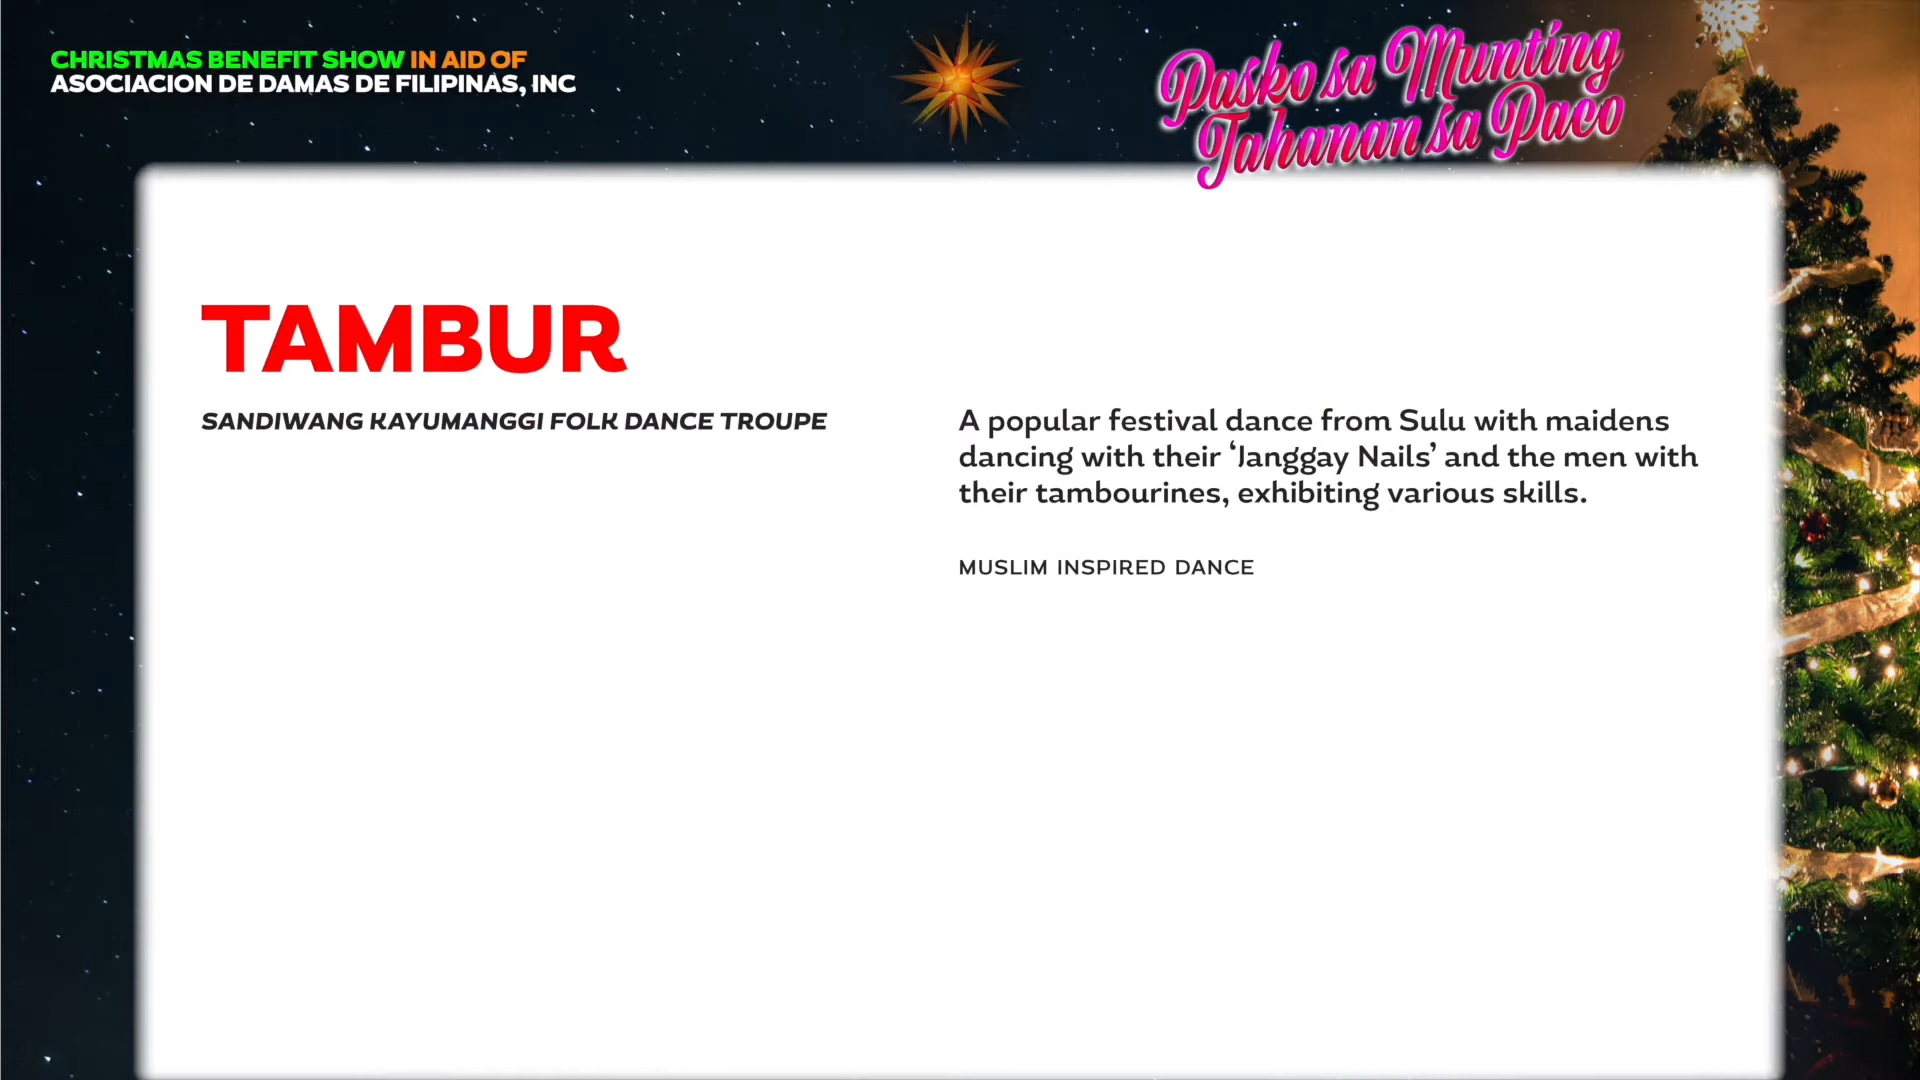 CHRISTMAS BENEFIT SHOW IN AID OF
ASOCIACION DE DAMAS DE FILIPINAS, INC
Pasko sa Munting
Tahanan sa Paco
TAMBUR
SANDIWANG KAYUMANGGI FOLK DANCE TROUPE
A popular festival dance from Sulu with maidens
dancing with their ‘Janggay Nails’ and the men with
their tambourines, exhibiting various skills.
MUSLIM INSPIRED DANCE